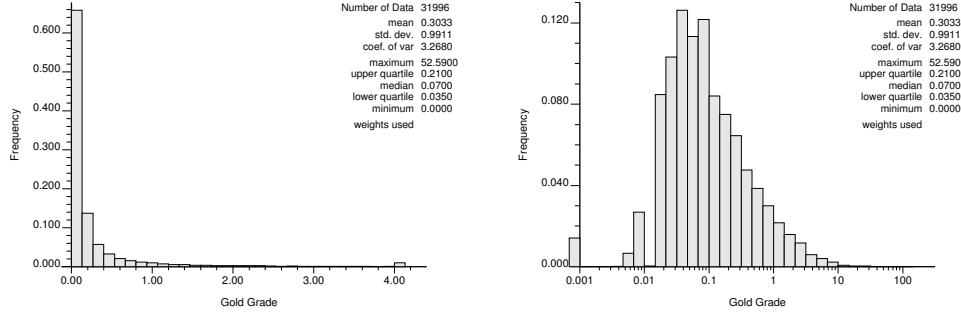 Number of Data 31996
mean 0.3033
std. dev. 0.9911
coef. of var 3.2680
maximum 52.5900
upper quartile 0.2100
median 0.0700
lower quartile 0.0350
minimum 0.0000
weights used
Frequency
0.600
0.400
0.300
0.200
0.100
0.000
0.00 1.00 2.00 3.00 4.00
Gold Grade
Number of Data 31996
mean 0.3033
std. dev. 0.9911
coef. of var 3.2680
maximum 52.590
upper quartile 0.2100
median 0.0700
lower quartile 0.0350
minimum 0.0000
weights used
Frequency
0.120
0.080
0.040
0.000
0.001 0.01 0.1 1 10 100
Gold Grade